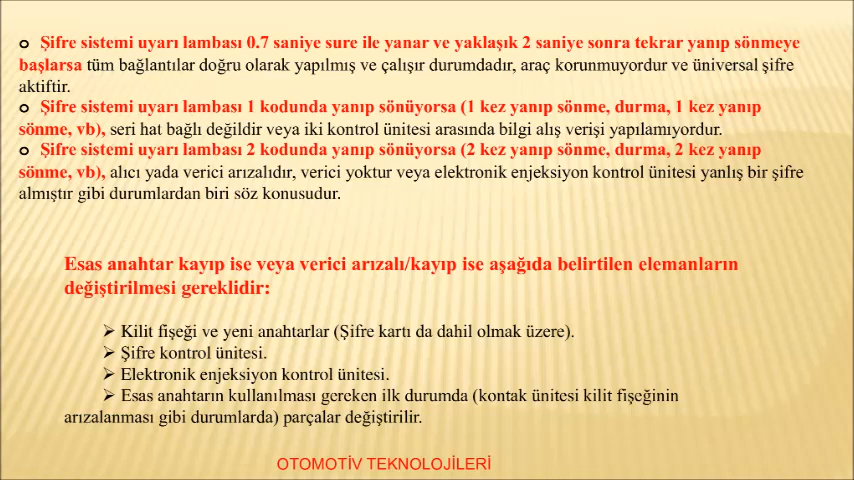 o Şifre sistemi uyarı lambası 0.7 saniye sure ile yanar ve yaklaşık 2 saniye sonra tekrar yanıp sönmeye
başlarsa tüm bağlantılar doğru olarak yapılmış ve çalışır durumdadır, araç korunmuyordur ve üniversal şifre
aktiftir.
o Şifre sistemi uyarı lambası 1 kodunda yanıp sönüyorsa (1 kez yanıp sönme, durma, 1 kez yanıp
sönme, vb), seri hat bağlı değildir veya iki kontrol ünitesi arasında bilgi alış verişi yapılamıyordur.
o Şifre sistemi uyarı lambası 2 kodunda yanıp sönüyorsa (2 kez yanıp sönme, durma, 2 kez yanıp
sönme, vb), alıcı yada verici arızalıdır, verici yoktur veya elektronik enjeksiyon kontrol ünitesi yanlış bir şifre
almıştır gibi durumlardan biri söz konusudur.
Esas anahtar kayıp ise veya verici arızalı/kayıp ise aşağıda belirtilen elemanların
değiştirilmesi gereklidir:
➢ Kilit fişeği ve yeni anahtarlar (Şifre kartı da dahil olmak üzere).
➢ Şifre kontrol ünitesi.
➢ Elektronik enjeksiyon kontrol ünitesi.
➢ Esas anahtarın kullanılması gereken ilk durumda (kontak ünitesi kilit fişeğinin
arızalanması gibi durumlarda) parçalar değiştirilir.
OTOMOTİV TEKNOLOJİLERİ